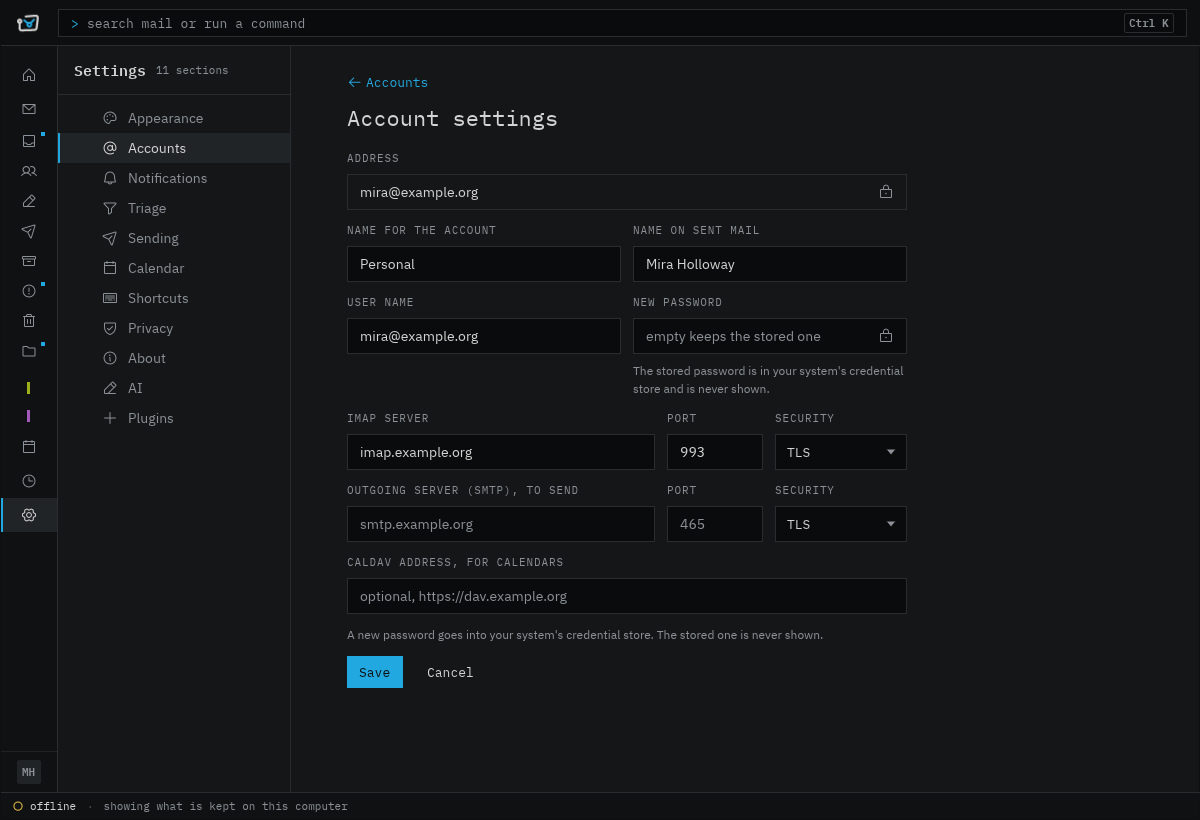 > search mail or run a command
Ctrl K
Settings 11 sections
Appearance
Accounts
Notifications
Triage
Sending
Calendar
Shortcuts
Privacy
About
AI
Plugins
MH
← Accounts
Account settings
ADDRESS
mira@example.org
NAME FOR THE ACCOUNT
NAME ON SENT MAIL
Personal
Mira Holloway
USER NAME
NEW PASSWORD
mira@example.org
empty keeps the stored one
The stored password is in your system's credential
store and is never shown.
IMAP SERVER
PORT
SECURITY
imap.example.org
993
TLS
OUTGOING SERVER (SMTP), TO SEND
PORT
SECURITY
smtp.example.org
465
TLS
CALDAV ADDRESS, FOR CALENDARS
optional, https://dav.example.org
A new password goes into your system's credential store. The stored one is never shown.
Save
Cancel
offline · showing what is kept on this computer